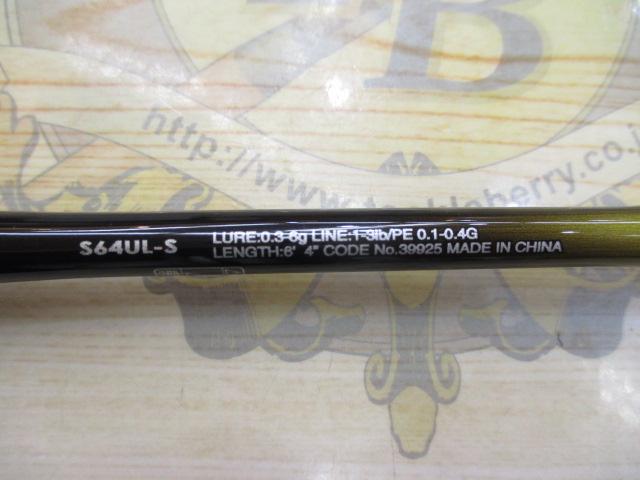 B
http://www.tackleberry.co.j
S64UL-S
LURE:0.3-6g LINE:1-3lb/PE 0.1-0.4G
LENGTH:6' 4" CODE No.39925 MADE IN CHINA